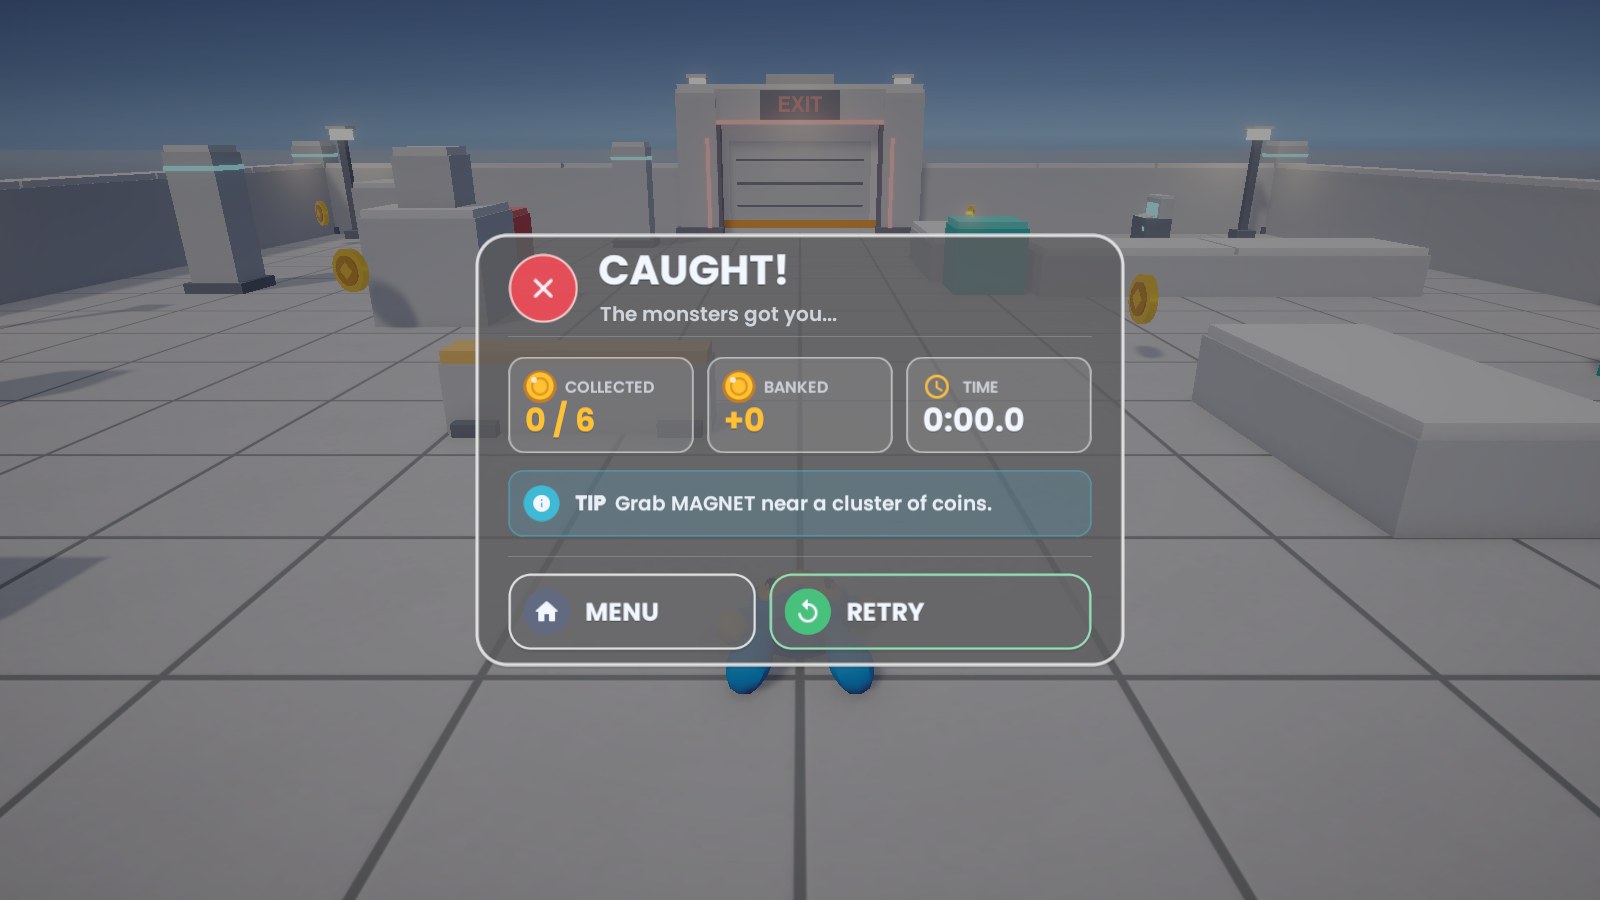 EXIT
CAUGHT!
The monsters got you...
COLLECTED
0 / 6
BANKED
+0
TIME
0:00.0
TIP Grab MAGNET near a cluster of coins.
MENU
RETRY